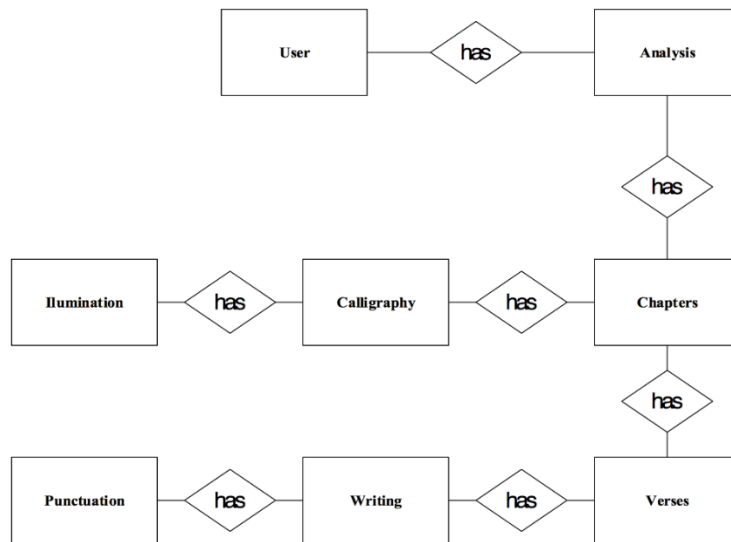 User
has
Analysis
has
Ilumination
has
Calligraphy
has
Chapters
has
Punctuation
has
Writing
has
Verses